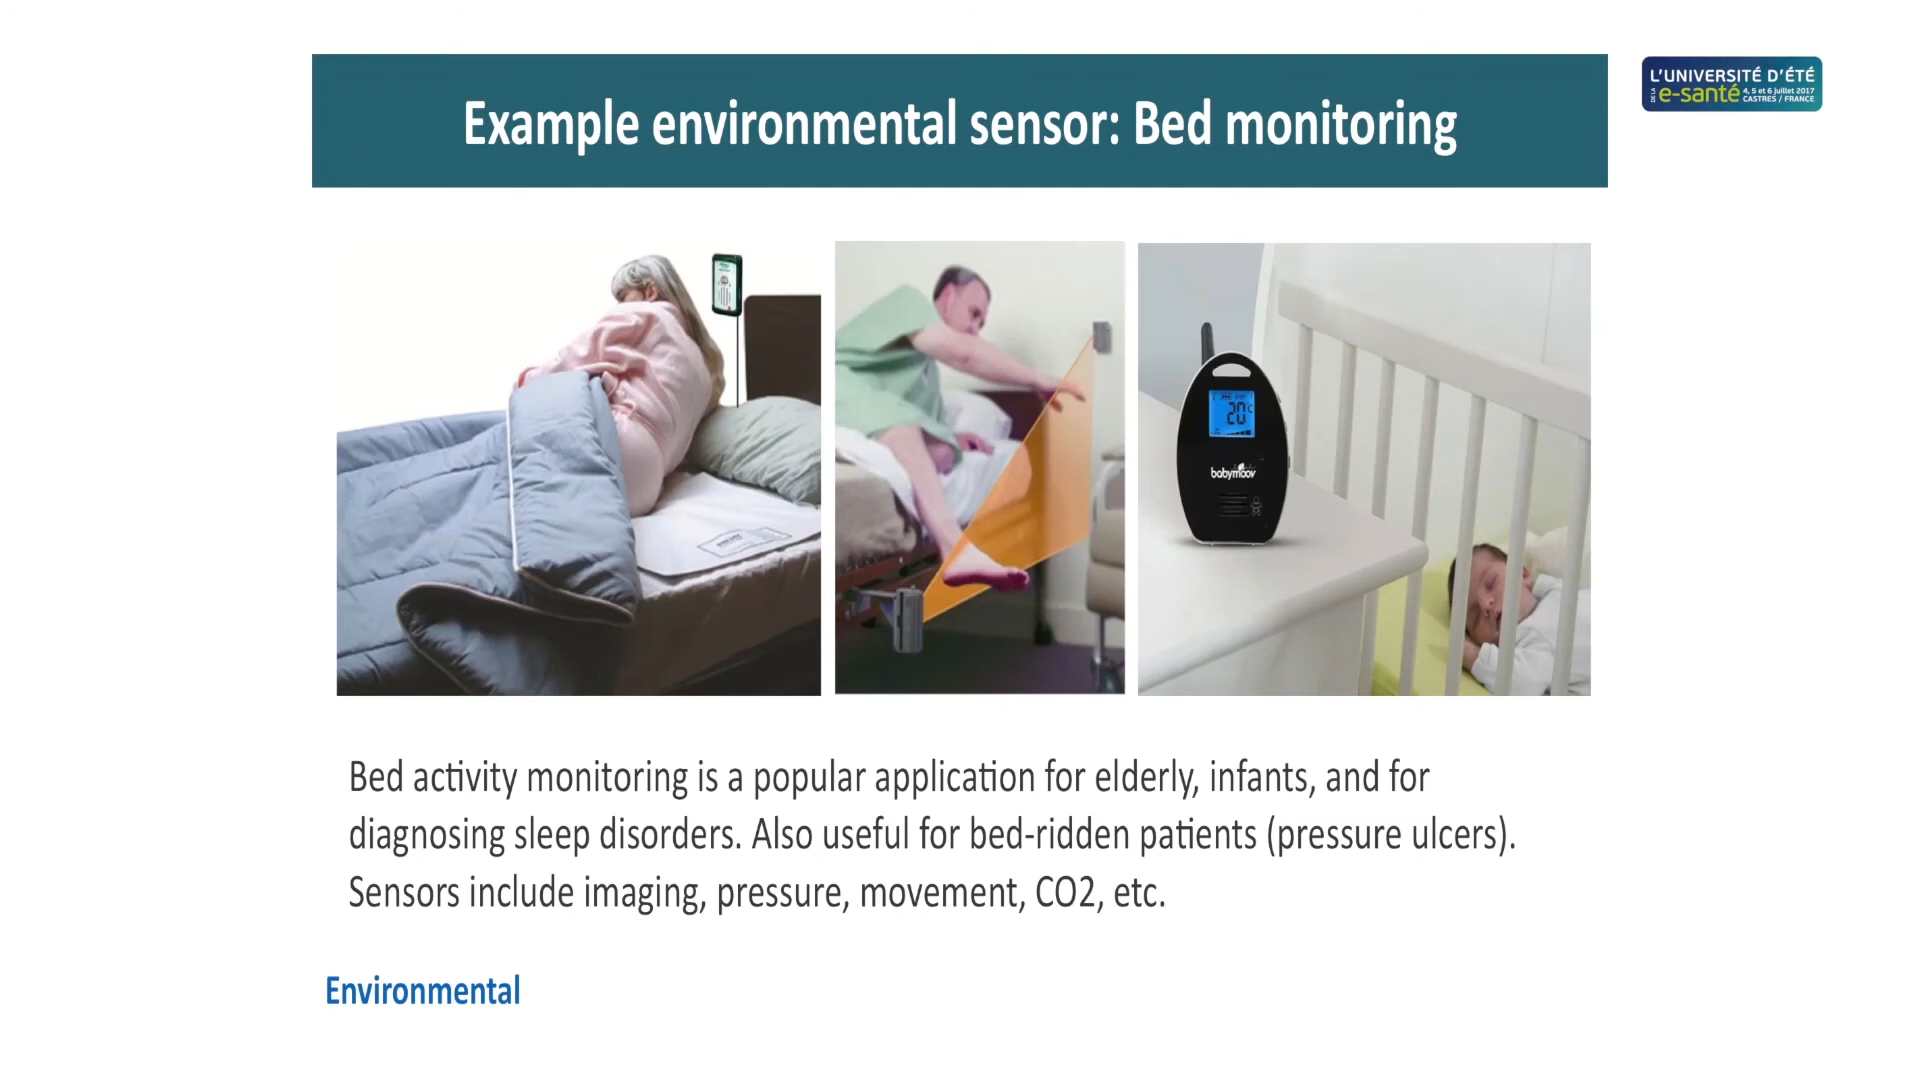 Example environmental sensor: Bed monitoring
L'UNIVERSITÉ D'ÉTÉ
DE LA e-santé 4, 5 et 6 juillet 2017
CASTRES / FRANCE
20°C
babymoov
Bed activity monitoring is a popular application for elderly, infants, and for
diagnosing sleep disorders. Also useful for bed-ridden patients (pressure ulcers).
Sensors include imaging, pressure, movement, CO2, etc.
Environmental